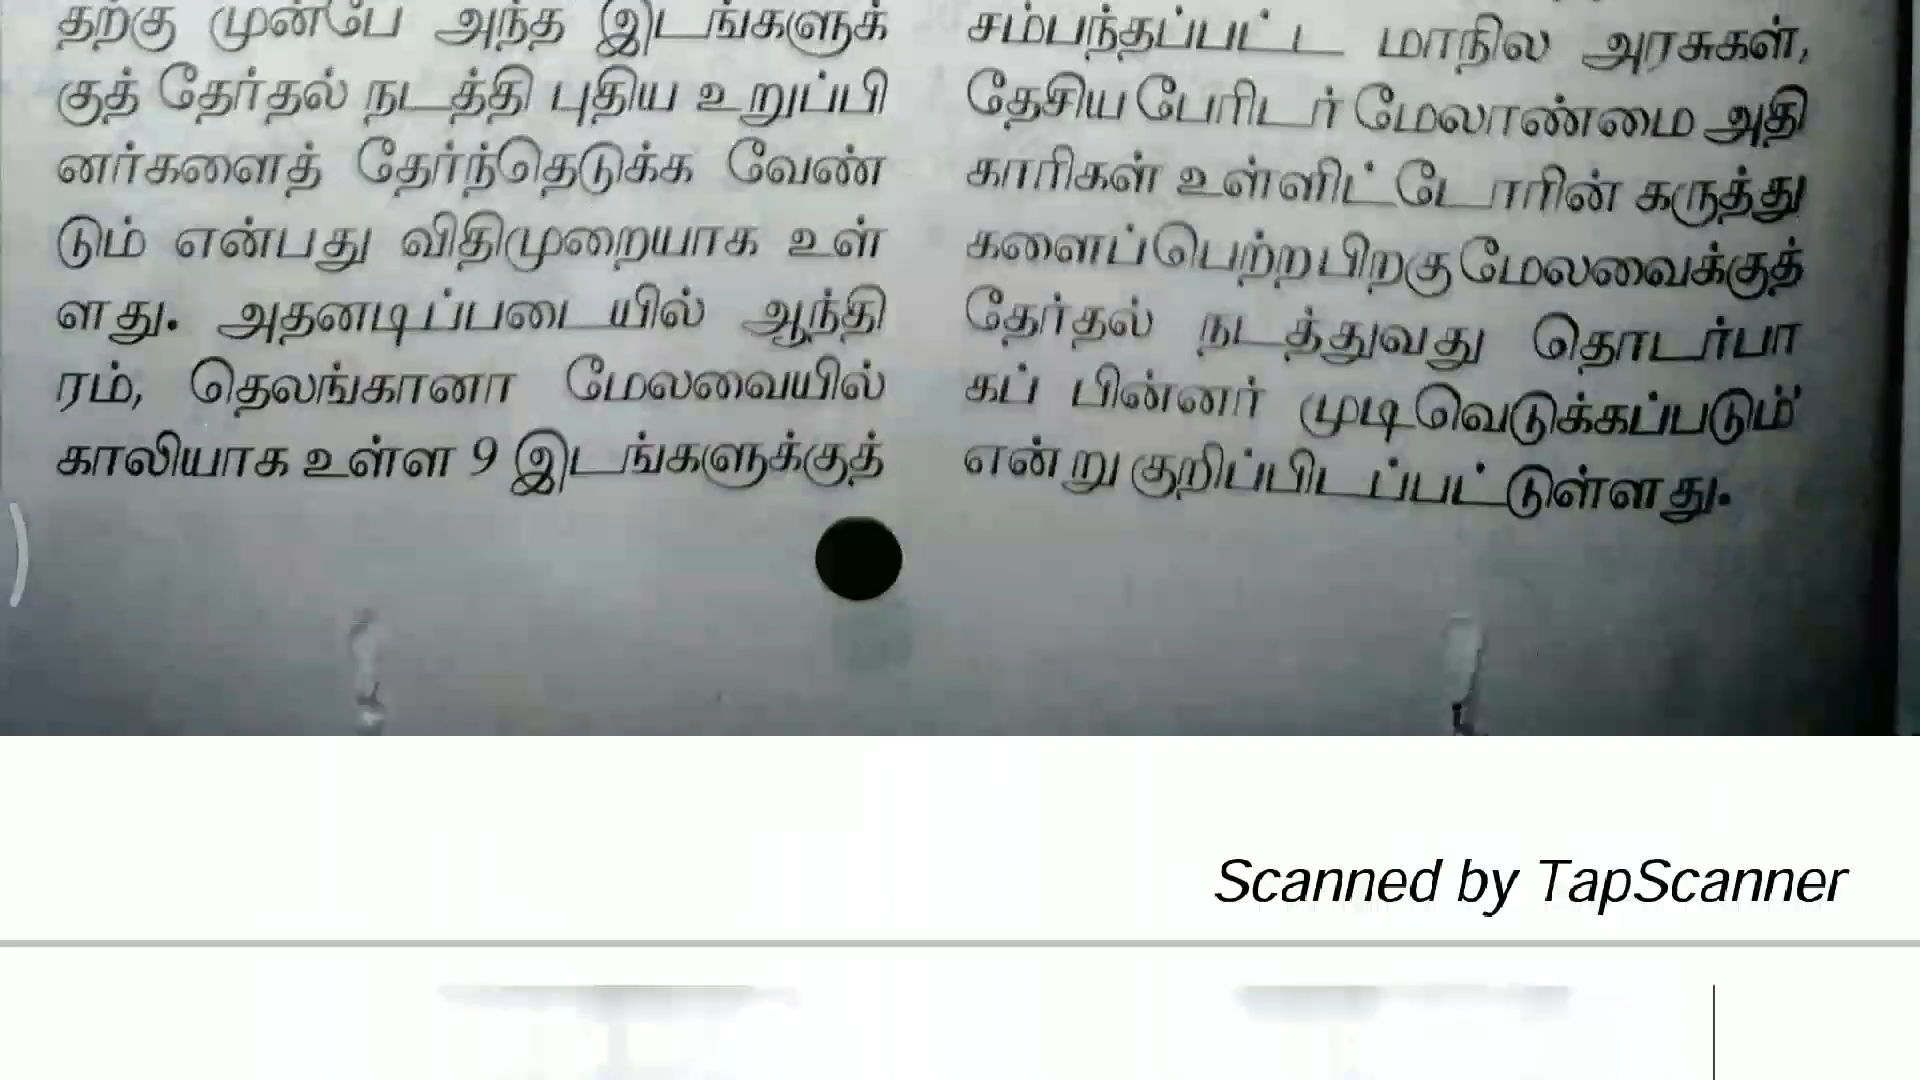 தற்கு முன்பே அந்த இடங்களுக்
குத் தேர்தல் நடத்தி புதிய உறுப்பி
னர்களைத் தேர்ந்தெடுக்க வேண்
டும் என்பது விதிமுறையாக உள்
ளது. அதனடிப்படையில் ஆந்தி
ரம், தெலங்கானா மேலவையில்
காலியாக உள்ள 9 இடங்களுக்குத்
சம்பந்தப்பட்ட மாநில அரசுகள்,
தேசிய பேரிடர் மேலாண்மை அதி
காரிகள் உள்ளிட்டோரின் கருத்து
களைப் பெற்ற பிறகு மேலவைக்குத்
தேர்தல் நடத்துவது தொடர்பா
கப் பின்னர் முடிவெடுக்கப்படும்'
என்று குறிப்பிடப்பட்டுள்ளது.
Scanned by TapScanner